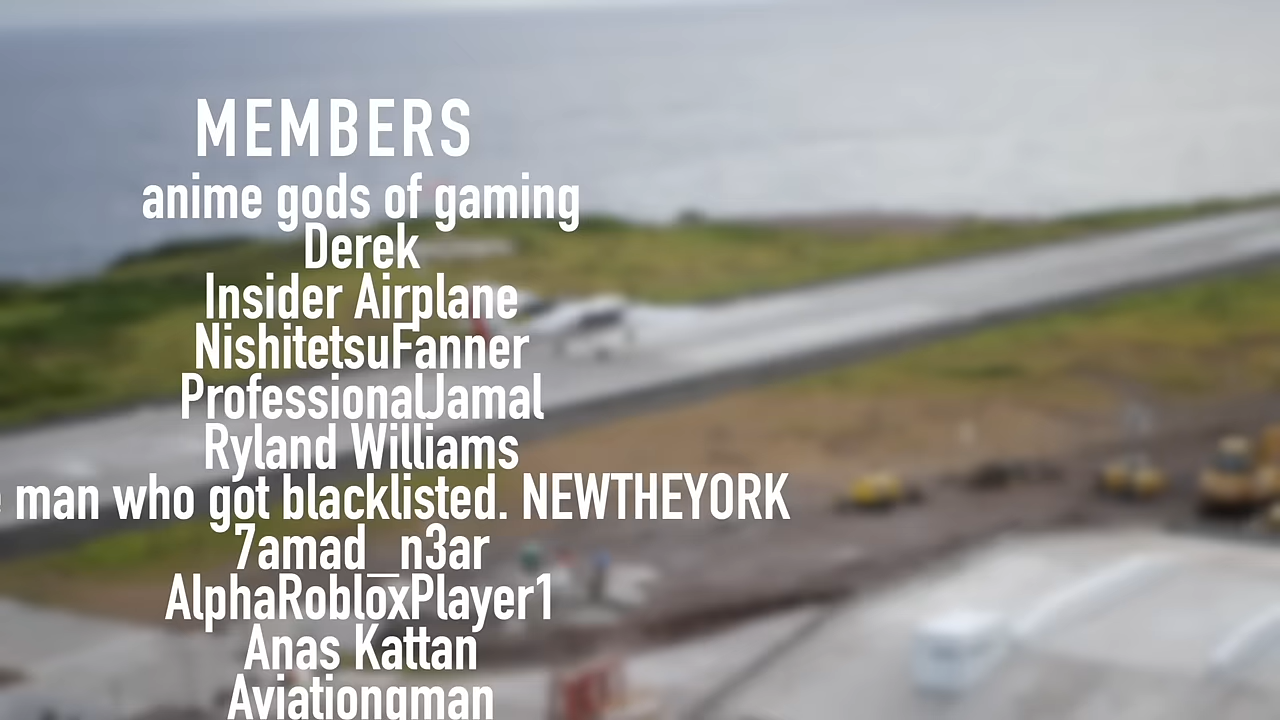 MEMBERS
anime gods of gaming
Derek
Insider Airplane
NishitetsuFanner
ProfessionalJamal
Ryland Williams
man who got blacklisted. NEWTHEYORK
7amad_n3ar
AlphaRobloxPlayer1
Anas Kattan
Aviationgman